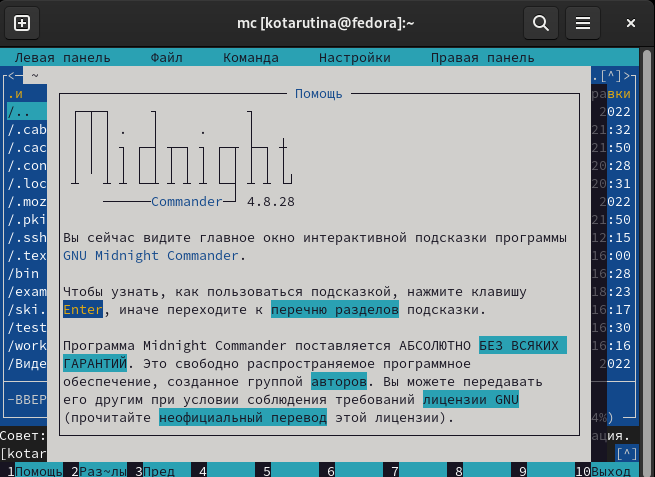 mc [kotarutina@fedora]:~
Левая панель Файл Команда Настройки Правая панель
<— ~ .[^]>
.и Помощь равки
/.. 2022
/.cab 21:32
/.cac 21:50
/.con 20:28
/.loc 20:31
/.moz 2022
/.pki 21:50
/.ssh 12:15
/.tex 16:00
/bin 16:28
/exam 18:23
/ski. 16:17
/test 16:30
/work 16:16
/Виде 2022
-ВВЕР
4%)
Midnight
Commander 4.8.28
Вы сейчас видите главное окно интерактивной подсказки программы
GNU Midnight Commander.
Чтобы узнать, как пользоваться подсказкой, нажмите клавишу
Enter, иначе переходите к перечню разделов подсказки.
Программа Midnight Commander поставляется АБСОЛЮТНО БЕЗ ВСЯКИХ
ГАРАНТИЙ. Это свободно распространяемое программное
обеспечение, созданное группой авторов. Вы можете передавать
его другим при условии соблюдения требований лицензии GNU
(прочитайте неофициальный перевод этой лицензии).
Совет: ация.
[kotar [^]
1Помощь 2Раз~лы 3Пред 4 5 6 7 8 9 10Выход